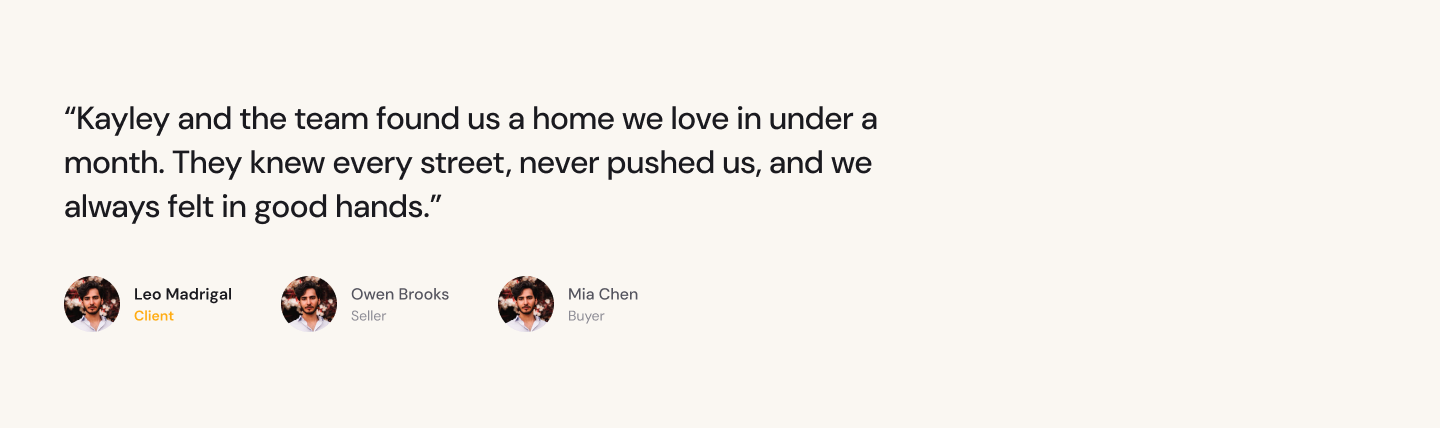 “Kayley and the team found us a home we love in under a
month. They knew every street, never pushed us, and we
always felt in good hands.”
Leo Madrigal
Client
Owen Brooks
Seller
Mia Chen
Buyer